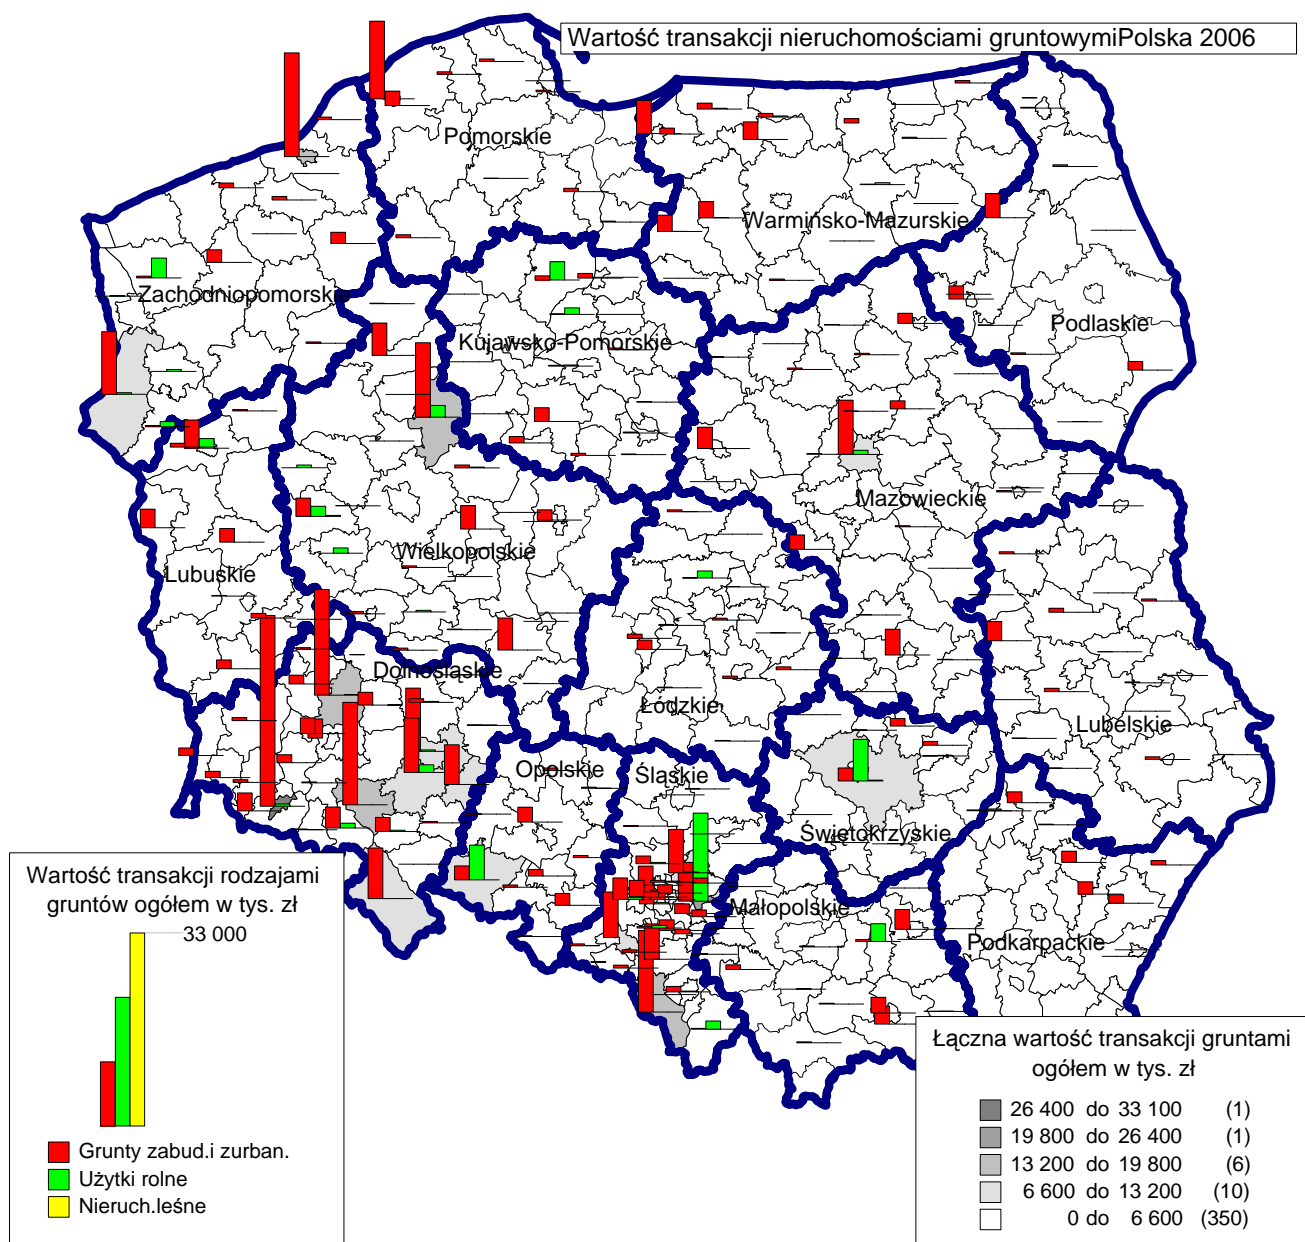 Wartość transakcji nieruchomościami gruntowymiPolska 2006
Pomorskie
Warmińsko-Mazurskie
Zachodniopomorskie
Podlaskie
Kujawsko-Pomorskie
Mazowieckie
Wielkopolskie
Lubuskie
Dolnośląskie
Łódzkie
Lubelskie
Opolskie
Śląskie
Świętokrzyskie
Małopolskie
Podkarpackie
Wartość transakcji rodzajami
gruntów ogółem w tys. zł
33 000
Grunty zabud.i zurban.
Użytki rolne
Nieruch.leśne
Łączna wartość transakcji gruntami
ogółem w tys. zł
26 400 do 33 100 (1)
19 800 do 26 400 (1)
13 200 do 19 800 (6)
6 600 do 13 200 (10)
0 do 6 600 (350)